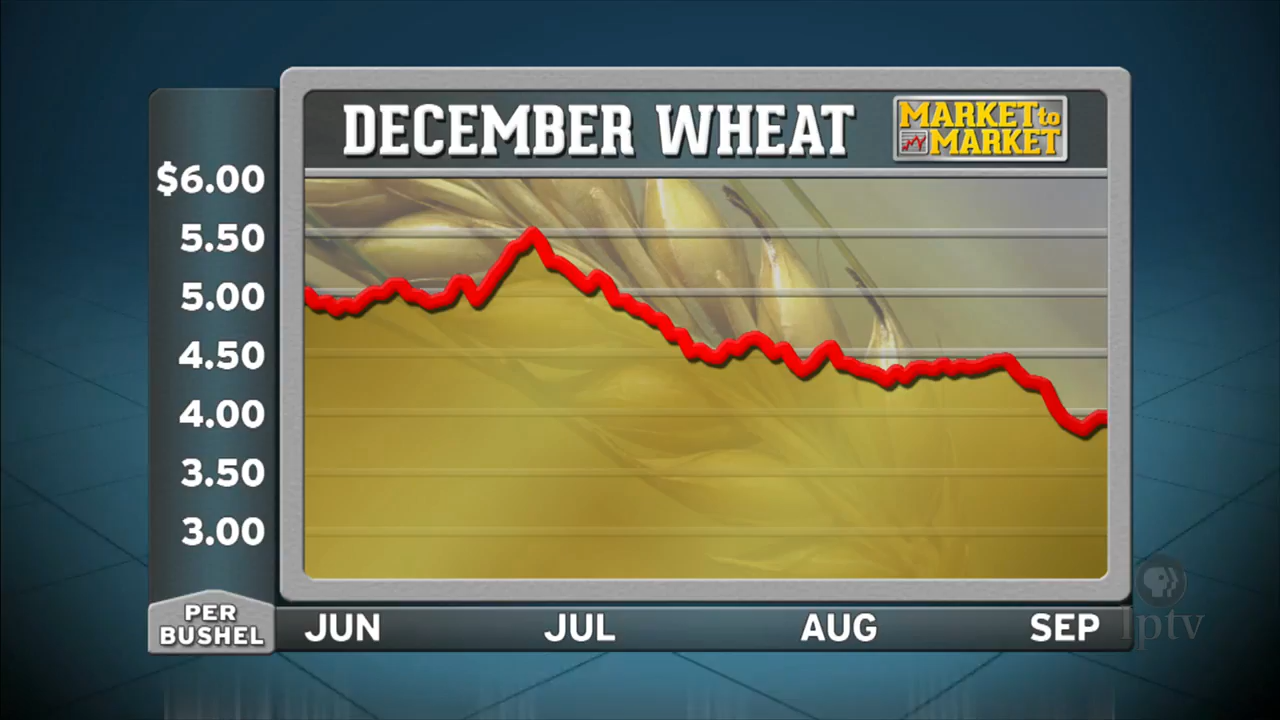 DECEMBER WHEAT
MARKET to
MARKET
$6.00
5.50
5.00
4.50
4.00
3.50
3.00
PER
BUSHEL
JUN JUL AUG SEP
Iptv